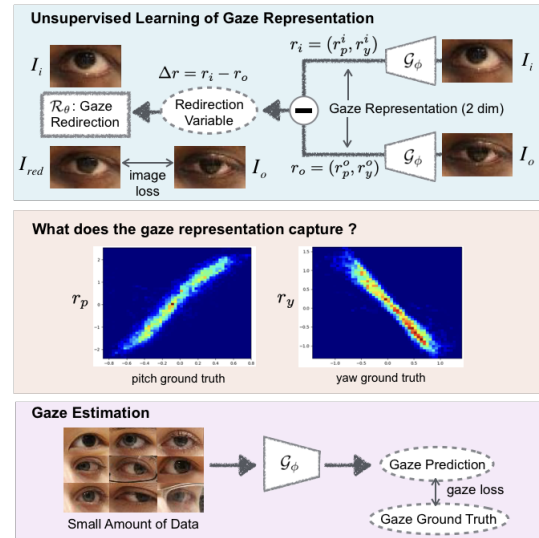 Unsupervised Learning of Gaze Representation
I_i
Δr = r_i − r_o
r_i = (r_p^i, r_y^i)
G_ϕ
I_i
R_θ: Gaze Redirection
Redirection Variable
Gaze Representation (2 dim)
I_red
image loss
I_o
r_o = (r_p^o, r_y^o)
G_ϕ
I_o
What does the gaze representation capture ?
r_p
pitch ground truth
r_y
yaw ground truth
Gaze Estimation
Small Amount of Data
G_ϕ
Gaze Prediction
gaze loss
Gaze Ground Truth